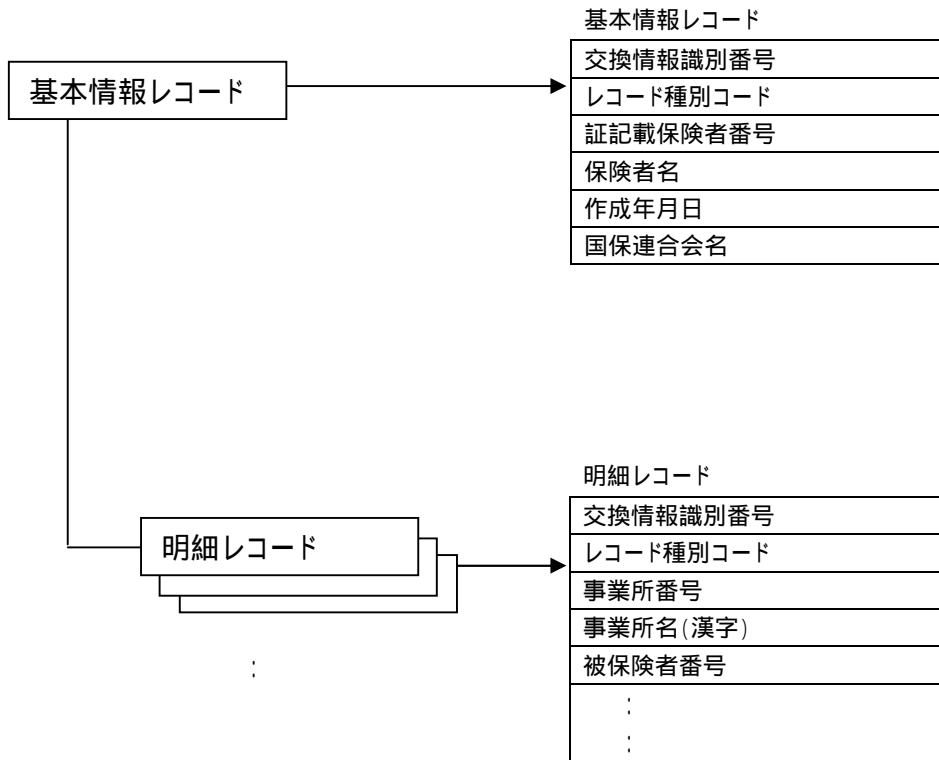 基本情報レコード
基本情報レコード
交換情報識別番号
レコード種別コード
証記載保険者番号
保険者名
作成年月日
国保連合会名
明細レコード
明細レコード
交換情報識別番号
レコード種別コード
事業所番号
事業所名(漢字)
被保険者番号
:
:
: